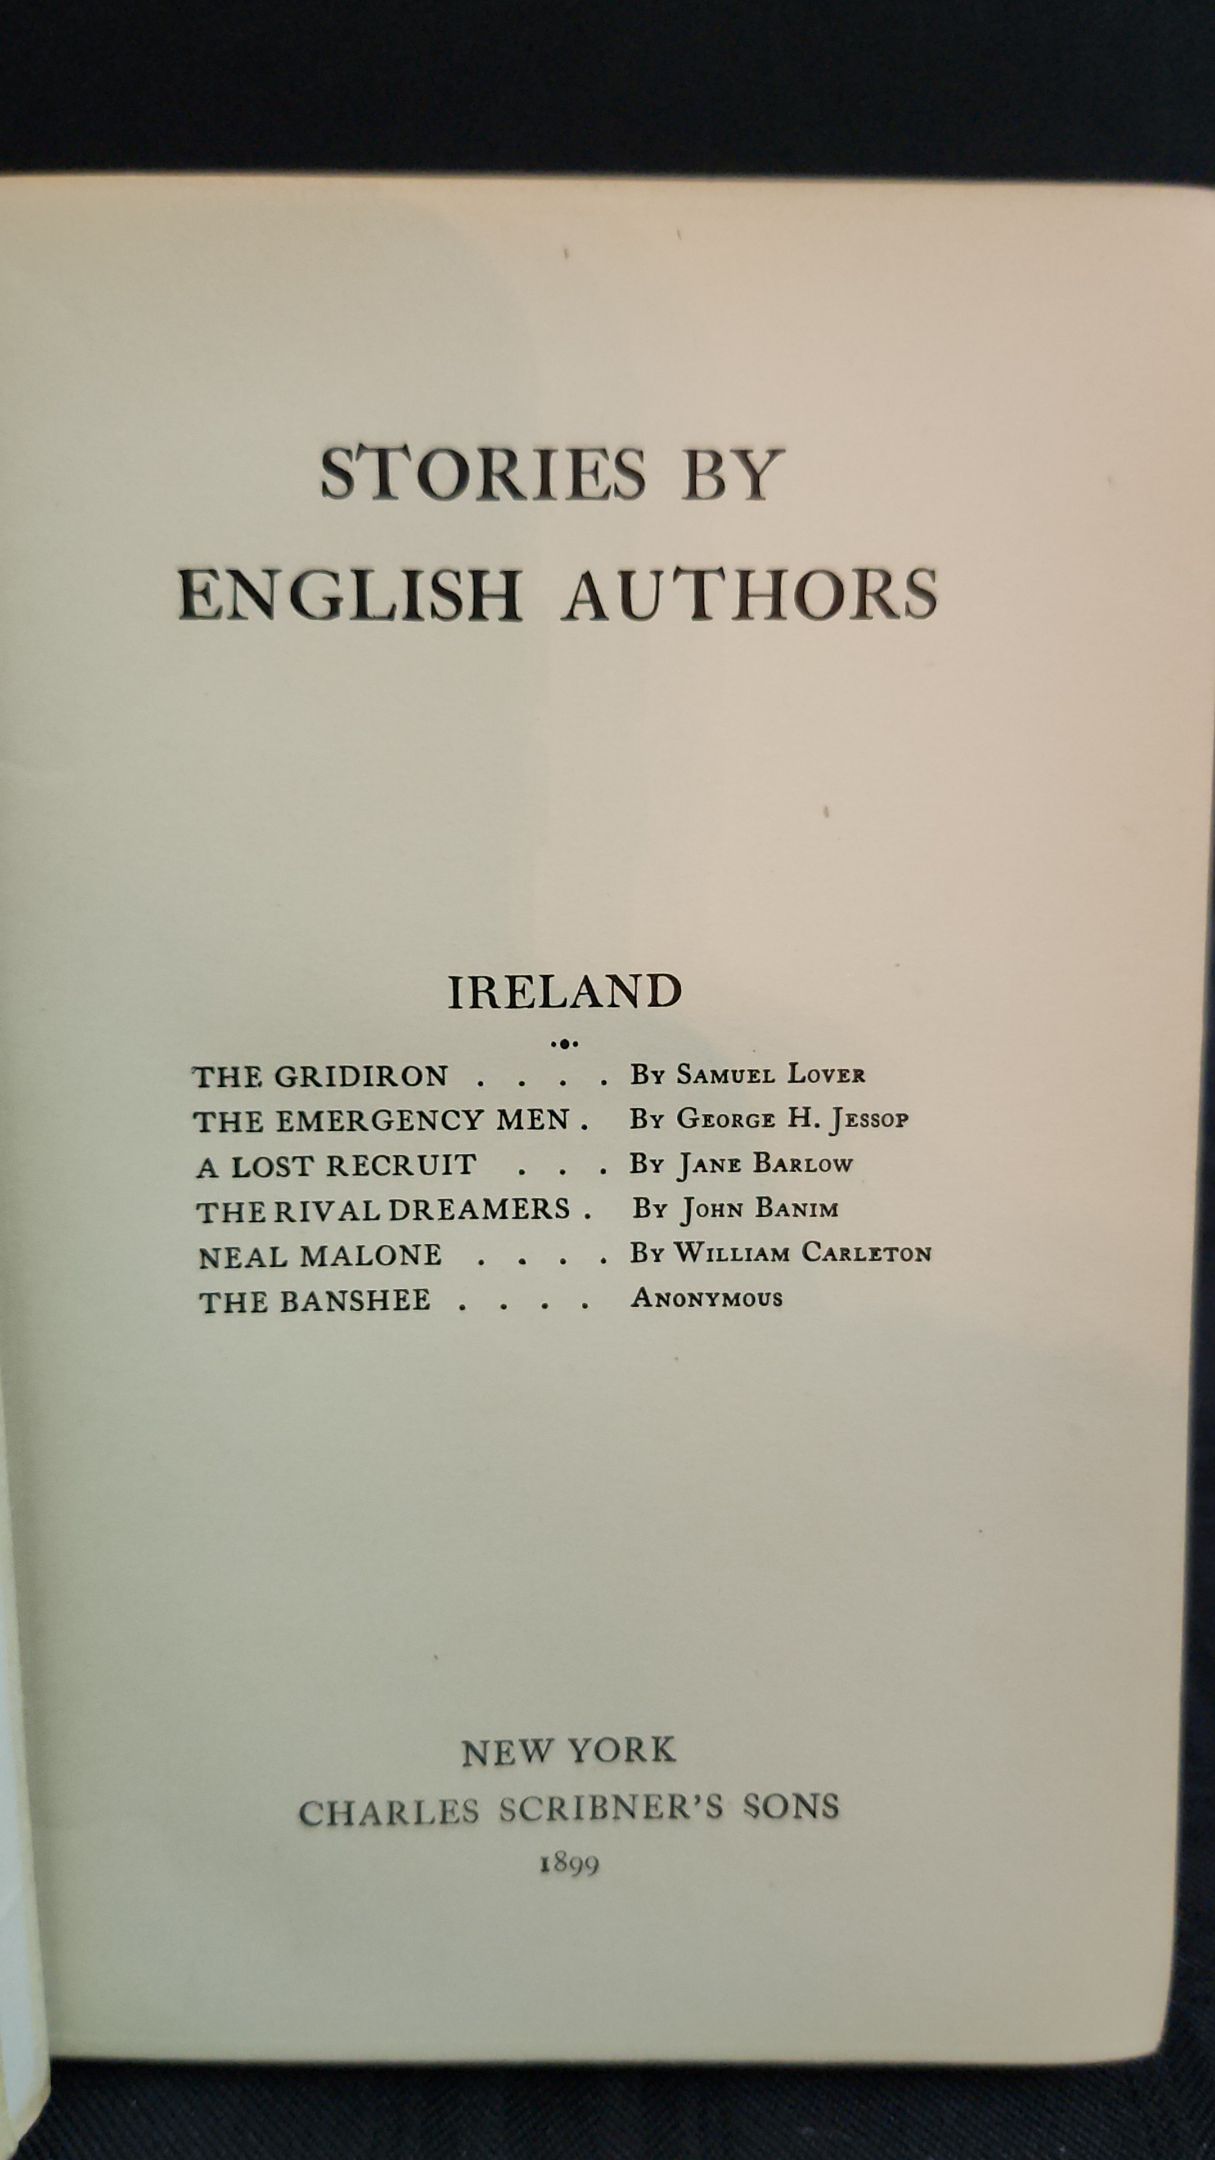 STORIES BY
ENGLISH AUTHORS
IRELAND
THE GRIDIRON . . . . By Samuel Lover
THE EMERGENCY MEN . By George H. Jessop
A LOST RECRUIT . . . By Jane Barlow
THE RIVAL DREAMERS . By John Banim
NEAL MALONE . . . . By William Carleton
THE BANSHEE . . . . Anonymous
NEW YORK
CHARLES SCRIBNER'S SONS
1899